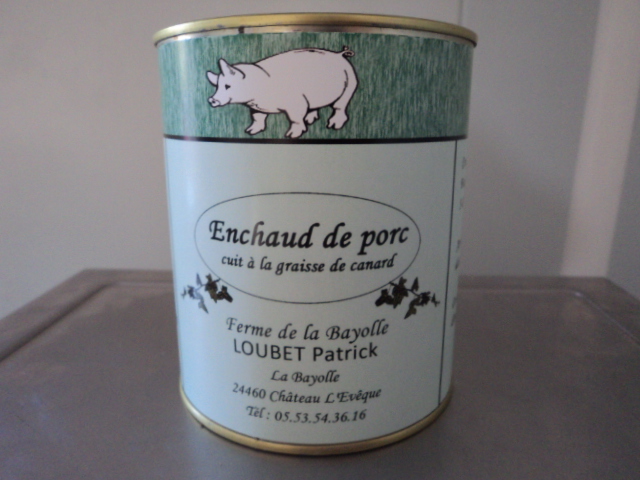 Enchaud de porc
cuit à la graisse de canard
Ferme de la Bayolle
LOUBET Patrick
La Bayolle
24460 Château L'Evêque
Tél : 05.53.54.36.16